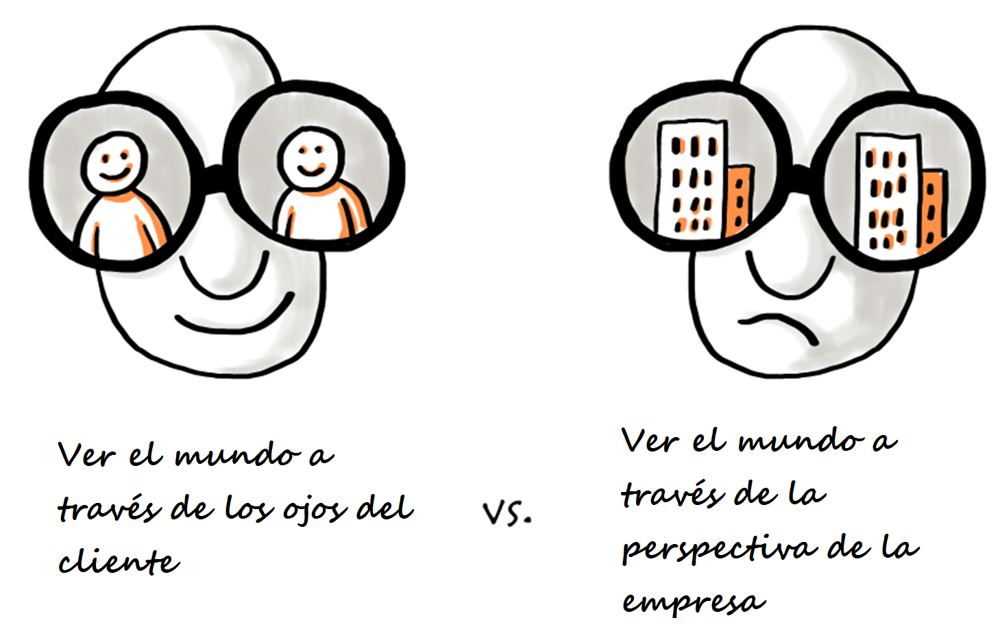 Ver el mundo a
través de los ojos del
cliente
vs.
Ver el mundo a
través de la
perspectiva de la
empresa